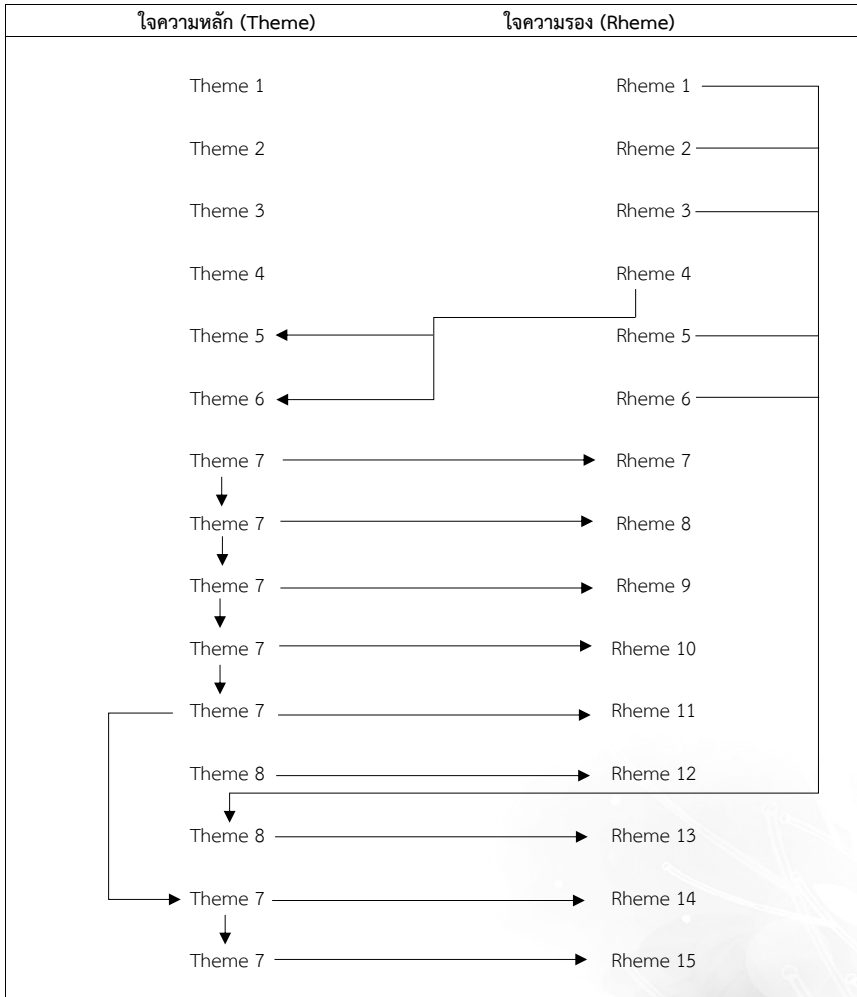 ใจความหลัก (Theme) ใจความรอง (Rheme)
Theme 1 Rheme 1
Theme 2 Rheme 2
Theme 3 Rheme 3
Theme 4 Rheme 4
Theme 5 Rheme 5
Theme 6 Rheme 6
Theme 7 Rheme 7
Theme 7 Rheme 8
Theme 7 Rheme 9
Theme 7 Rheme 10
Theme 7 Rheme 11
Theme 8 Rheme 12
Theme 8 Rheme 13
Theme 7 Rheme 14
Theme 7 Rheme 15